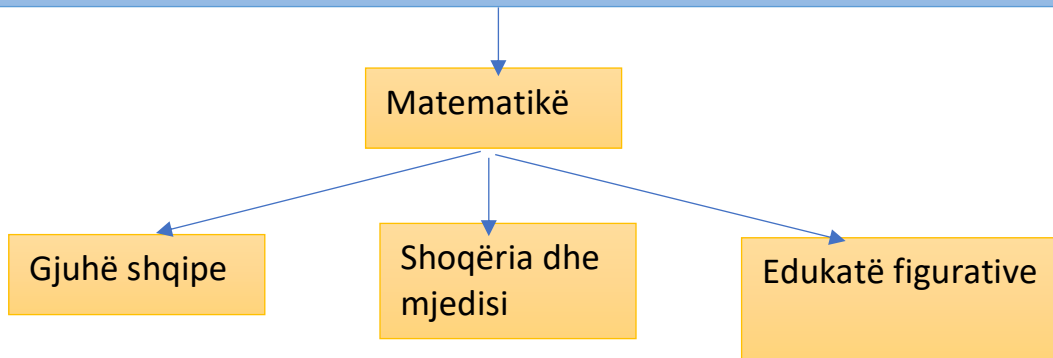 Matematikë
Gjuhë shqipe
Shoqëria dhe
mjedisi
Edukatë figurative